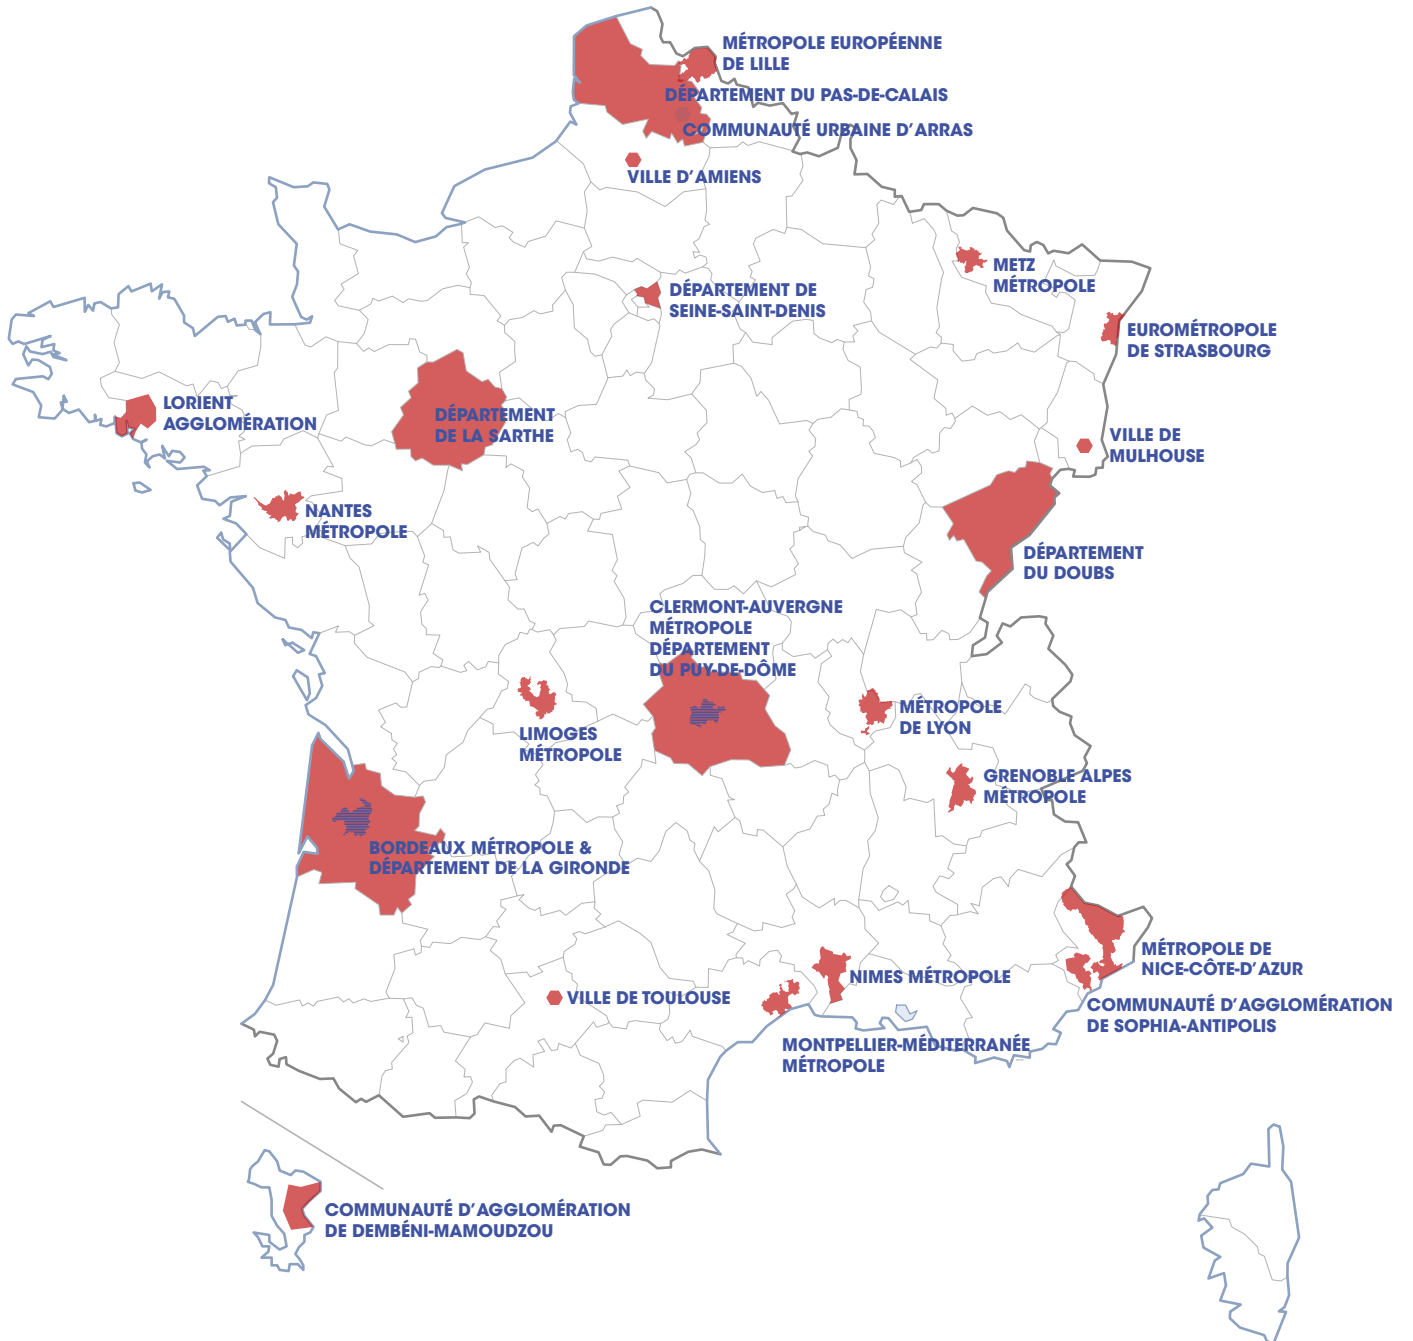 MÉTROPOLE EUROPÉENNE
DE LILLE
DÉPARTEMENT DU PAS-DE-CALAIS
COMMUNAUTÉ URBAINE D'ARRAS
VILLE D'AMIENS
METZ
MÉTROPOLE
DÉPARTEMENT DE
SEINE-SAINT-DENIS
EUROMÉTROPOLE
DE STRASBOURG
LORIENT
AGGLOMÉRATION
DÉPARTEMENT
DE LA SARTHE
VILLE DE
MULHOUSE
NANTES
MÉTROPOLE
DÉPARTEMENT
DU DOUBS
CLERMONT-AUVERGNE
MÉTROPOLE
DÉPARTEMENT
DU PUY-DE-DÔME
LIMOGES
MÉTROPOLE
MÉTROPOLE
DE LYON
GRENOBLE ALPES
MÉTROPOLE
BORDEAUX MÉTROPOLE &
DÉPARTEMENT DE LA GIRONDE
MÉTROPOLE DE
NICE-CÔTE-D'AZUR
NIMES MÉTROPOLE
VILLE DE TOULOUSE
COMMUNAUTÉ D'AGGLOMÉRATION
DE SOPHIA-ANTIPOLIS
MONTPELLIER-MÉDITERRANÉE
MÉTROPOLE
COMMUNAUTÉ D'AGGLOMÉRATION
DE DEMBÉNI-MAMOUDZOU